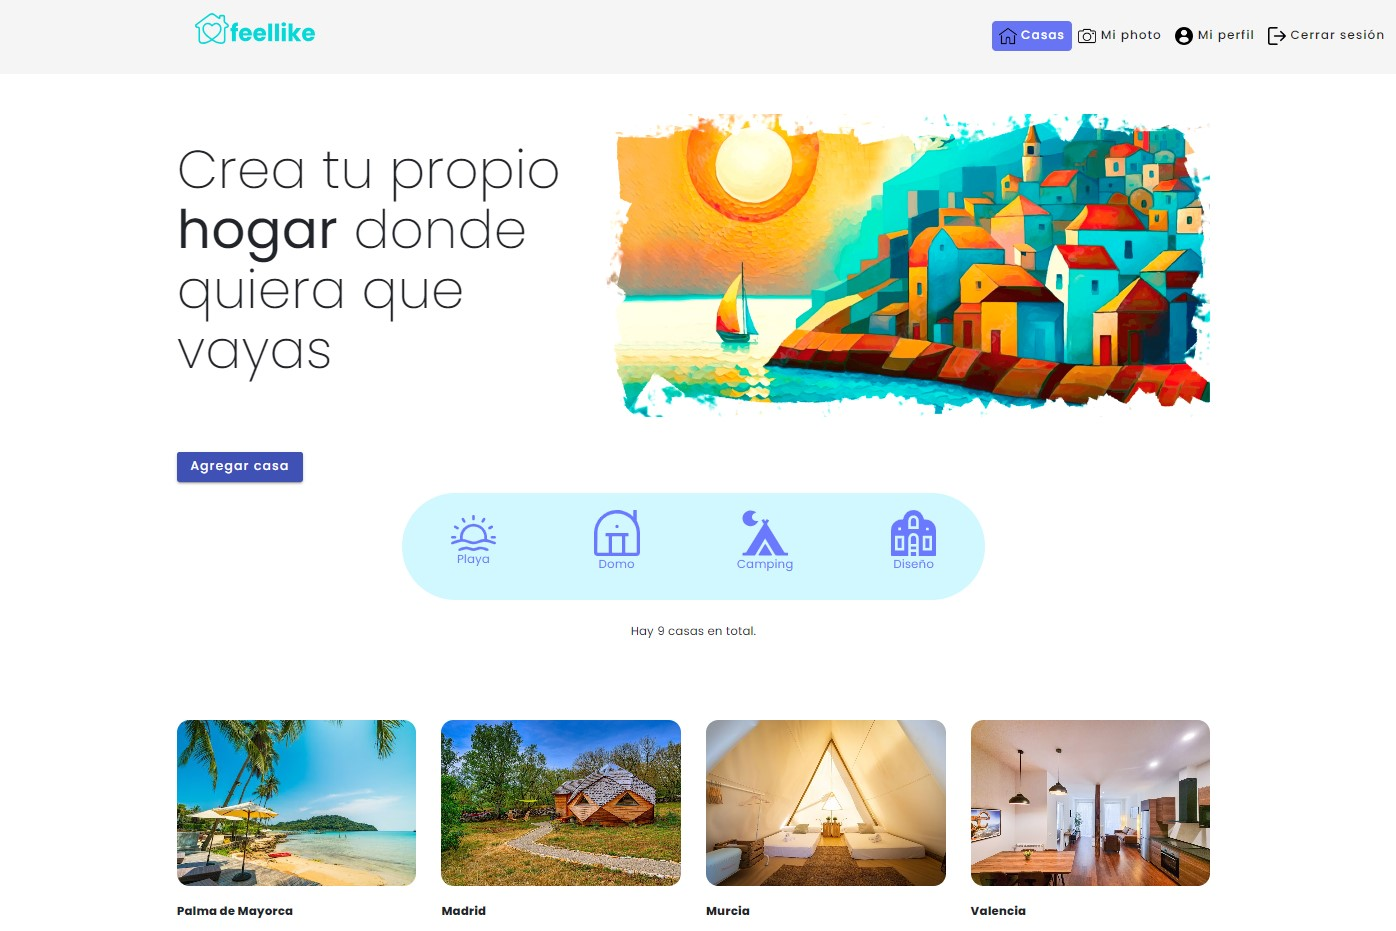 feellike
Casas
Mi photo
Mi perfil
Cerrar sesión
Crea tu propio
hogar donde
quiera que
vayas
Agregar casa
Playa
Domo
Camping
Diseño
Hay 9 casas en total.
Palma de Mayorca
Madrid
Murcia
Valencia